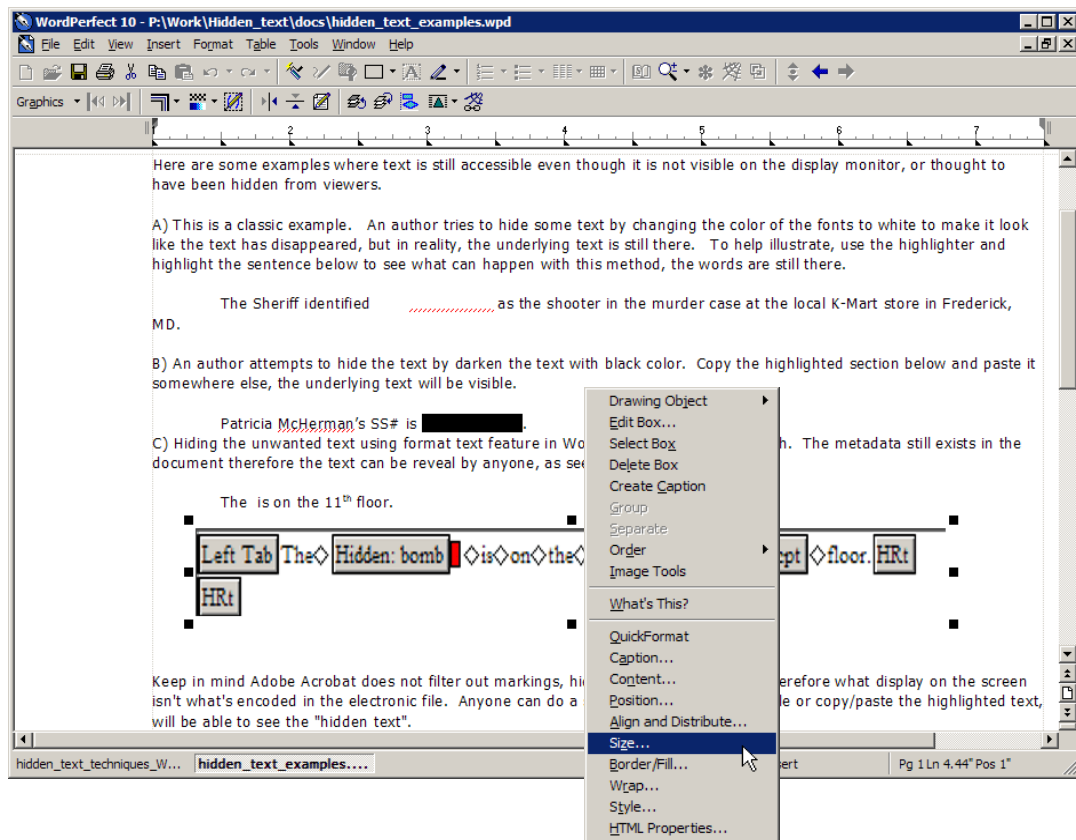 WordPerfect 10 - P:\Work\Hidden_text\docs\hidden_text_examples.wpd
File Edit View Insert Format Table Tools Window Help
Graphics
2 3 4 5 6 7
Here are some examples where text is still accessible even though it is not visible on the display monitor, or thought to
have been hidden from viewers.
A) This is a classic example. An author tries to hide some text by changing the color of the fonts to white to make it look
like the text has disappeared, but in reality, the underlying text is still there. To help illustrate, use the highlighter and
highlight the sentence below to see what can happen with this method, the words are still there.
The Sheriff identified as the shooter in the murder case at the local K-Mart store in Frederick,
MD.
B) An author attempts to hide the text by darken the text with black color. Copy the highlighted section below and paste it
somewhere else, the underlying text will be visible.
Patricia McHerman's SS# is .
C) Hiding the unwanted text using format text feature in Wo h. The metadata still exists in the
document therefore the text can be reveal by anyone, as see
The is on the 11th floor.
Left Tab The◇ Hidden: bomb ◇is◇on◇the◇ cpt ◇floor. HRt
HRt
Keep in mind Adobe Acrobat does not filter out markings, hi erefore what display on the screen
isn't what's encoded in the electronic file. Anyone can do a s le or copy/paste the highlighted text,
will be able to see the "hidden text".
Drawing Object
Edit Box...
Select Box
Delete Box
Create Caption
Group
Separate
Order
Image Tools
What's This?
QuickFormat
Caption...
Content...
Position...
Align and Distribute...
Size...
Border/Fill...
Wrap...
Style...
HTML Properties...
hidden_text_techniques_W... hidden_text_examples.... sert Pg 1 Ln 4.44" Pos 1"